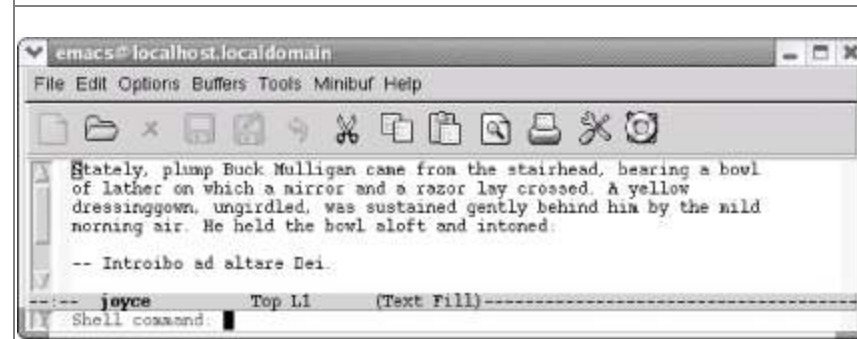 emacs@localhost.localdomain
File Edit Options Buffers Tools Minibuf Help
Stately, plump Buck Mulligan came from the stairhead, bearing a bowl
of lather on which a mirror and a razor lay crossed. A yellow
dressinggown, ungirdled, was sustained gently behind him by the mild
morning air. He held the bowl aloft and intoned:
-- Introibo ad altare Dei.
--:-- joyce Top L1 (Text Fill)-----------------------------------
Shell command: